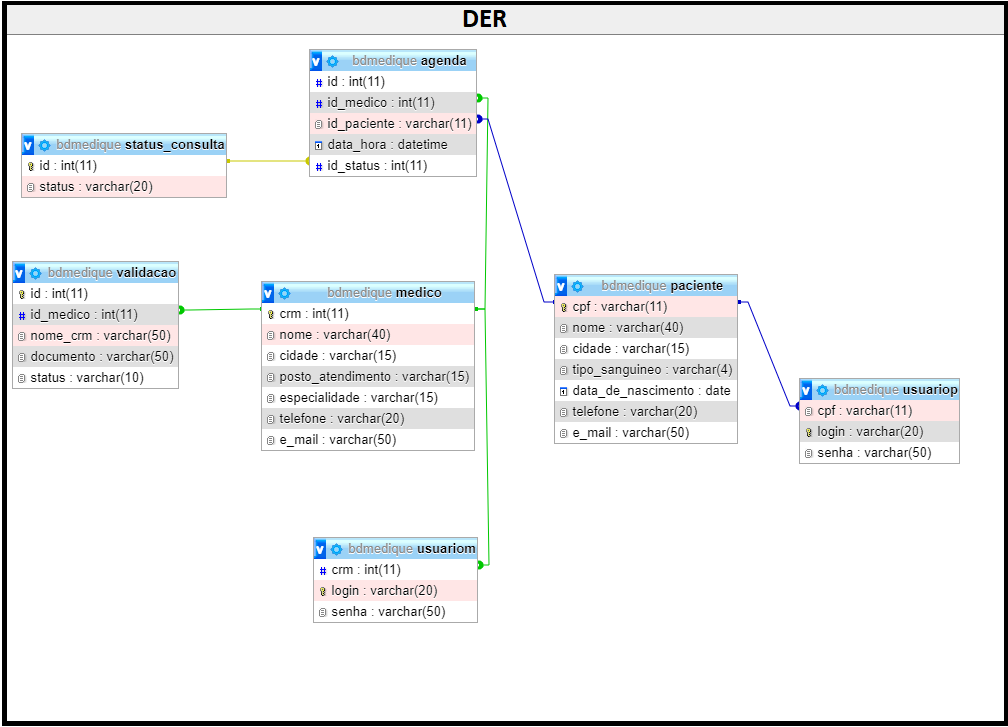 DER
bdmedique agenda
id : int(11)
id_medico : int(11)
id_paciente : varchar(11)
data_hora : datetime
id_status : int(11)
bdmedique status_consulta
id : int(11)
status : varchar(20)
bdmedique validacao
id : int(11)
id_medico : int(11)
nome_crm : varchar(50)
documento : varchar(50)
status : varchar(10)
bdmedique medico
crm : int(11)
nome : varchar(40)
cidade : varchar(15)
posto_atendimento : varchar(15)
especialidade : varchar(15)
telefone : varchar(20)
e_mail : varchar(50)
bdmedique paciente
cpf : varchar(11)
nome : varchar(40)
cidade : varchar(15)
tipo_sanguineo : varchar(4)
data_de_nascimento : date
telefone : varchar(20)
e_mail : varchar(50)
bdmedique usuariop
cpf : varchar(11)
login : varchar(20)
senha : varchar(50)
bdmedique usuariom
crm : int(11)
login : varchar(20)
senha : varchar(50)